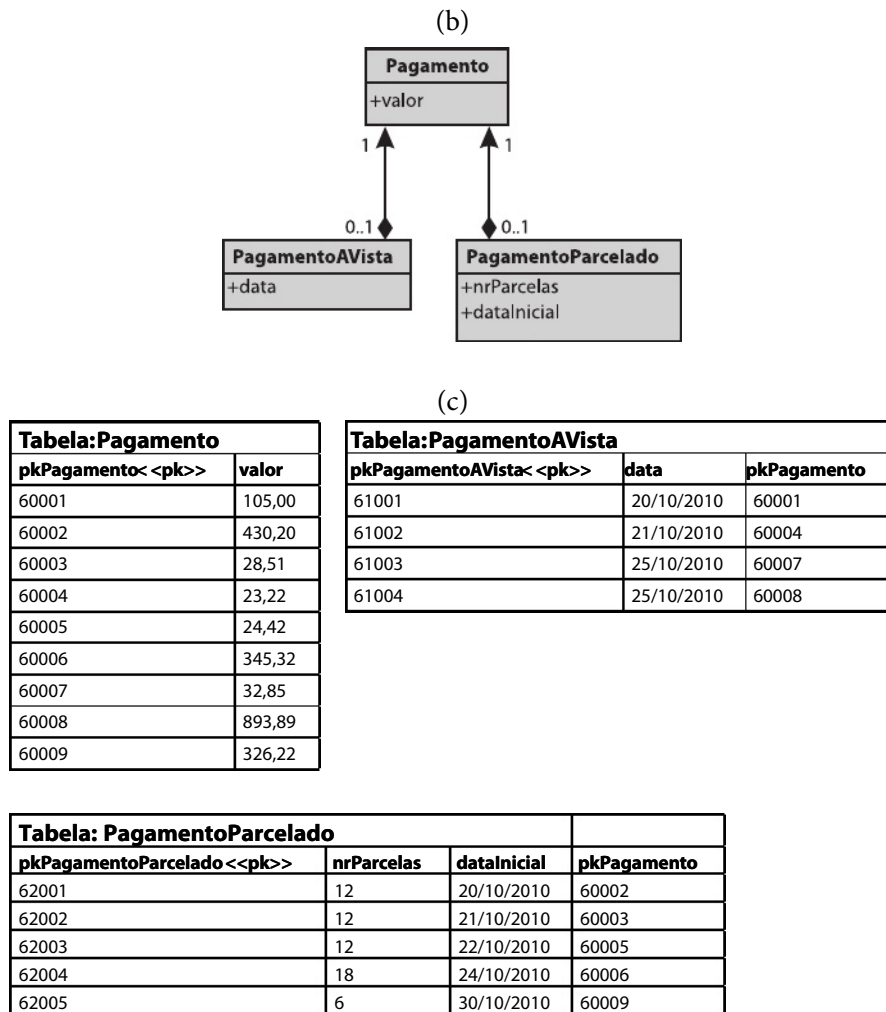 (b)
Pagamento
+valor
1 1
0..1 0..1
PagamentoAVista PagamentoParcelado
+data +nrParcelas
+dataInicial
(c)
Tabela:Pagamento
pkPagamento<<pk>> valor
60001 105,00
60002 430,20
60003 28,51
60004 23,22
60005 24,42
60006 345,32
60007 32,85
60008 893,89
60009 326,22
Tabela:PagamentoAVista
pkPagamentoAVista<<pk>> data pkPagamento
61001 20/10/2010 60001
61002 21/10/2010 60004
61003 25/10/2010 60007
61004 25/10/2010 60008
Tabela: PagamentoParcelado
pkPagamentoParcelado<<pk>> nrParcelas dataInicial pkPagamento
62001 12 20/10/2010 60002
62002 12 21/10/2010 60003
62003 12 22/10/2010 60005
62004 18 24/10/2010 60006
62005 6 30/10/2010 60009